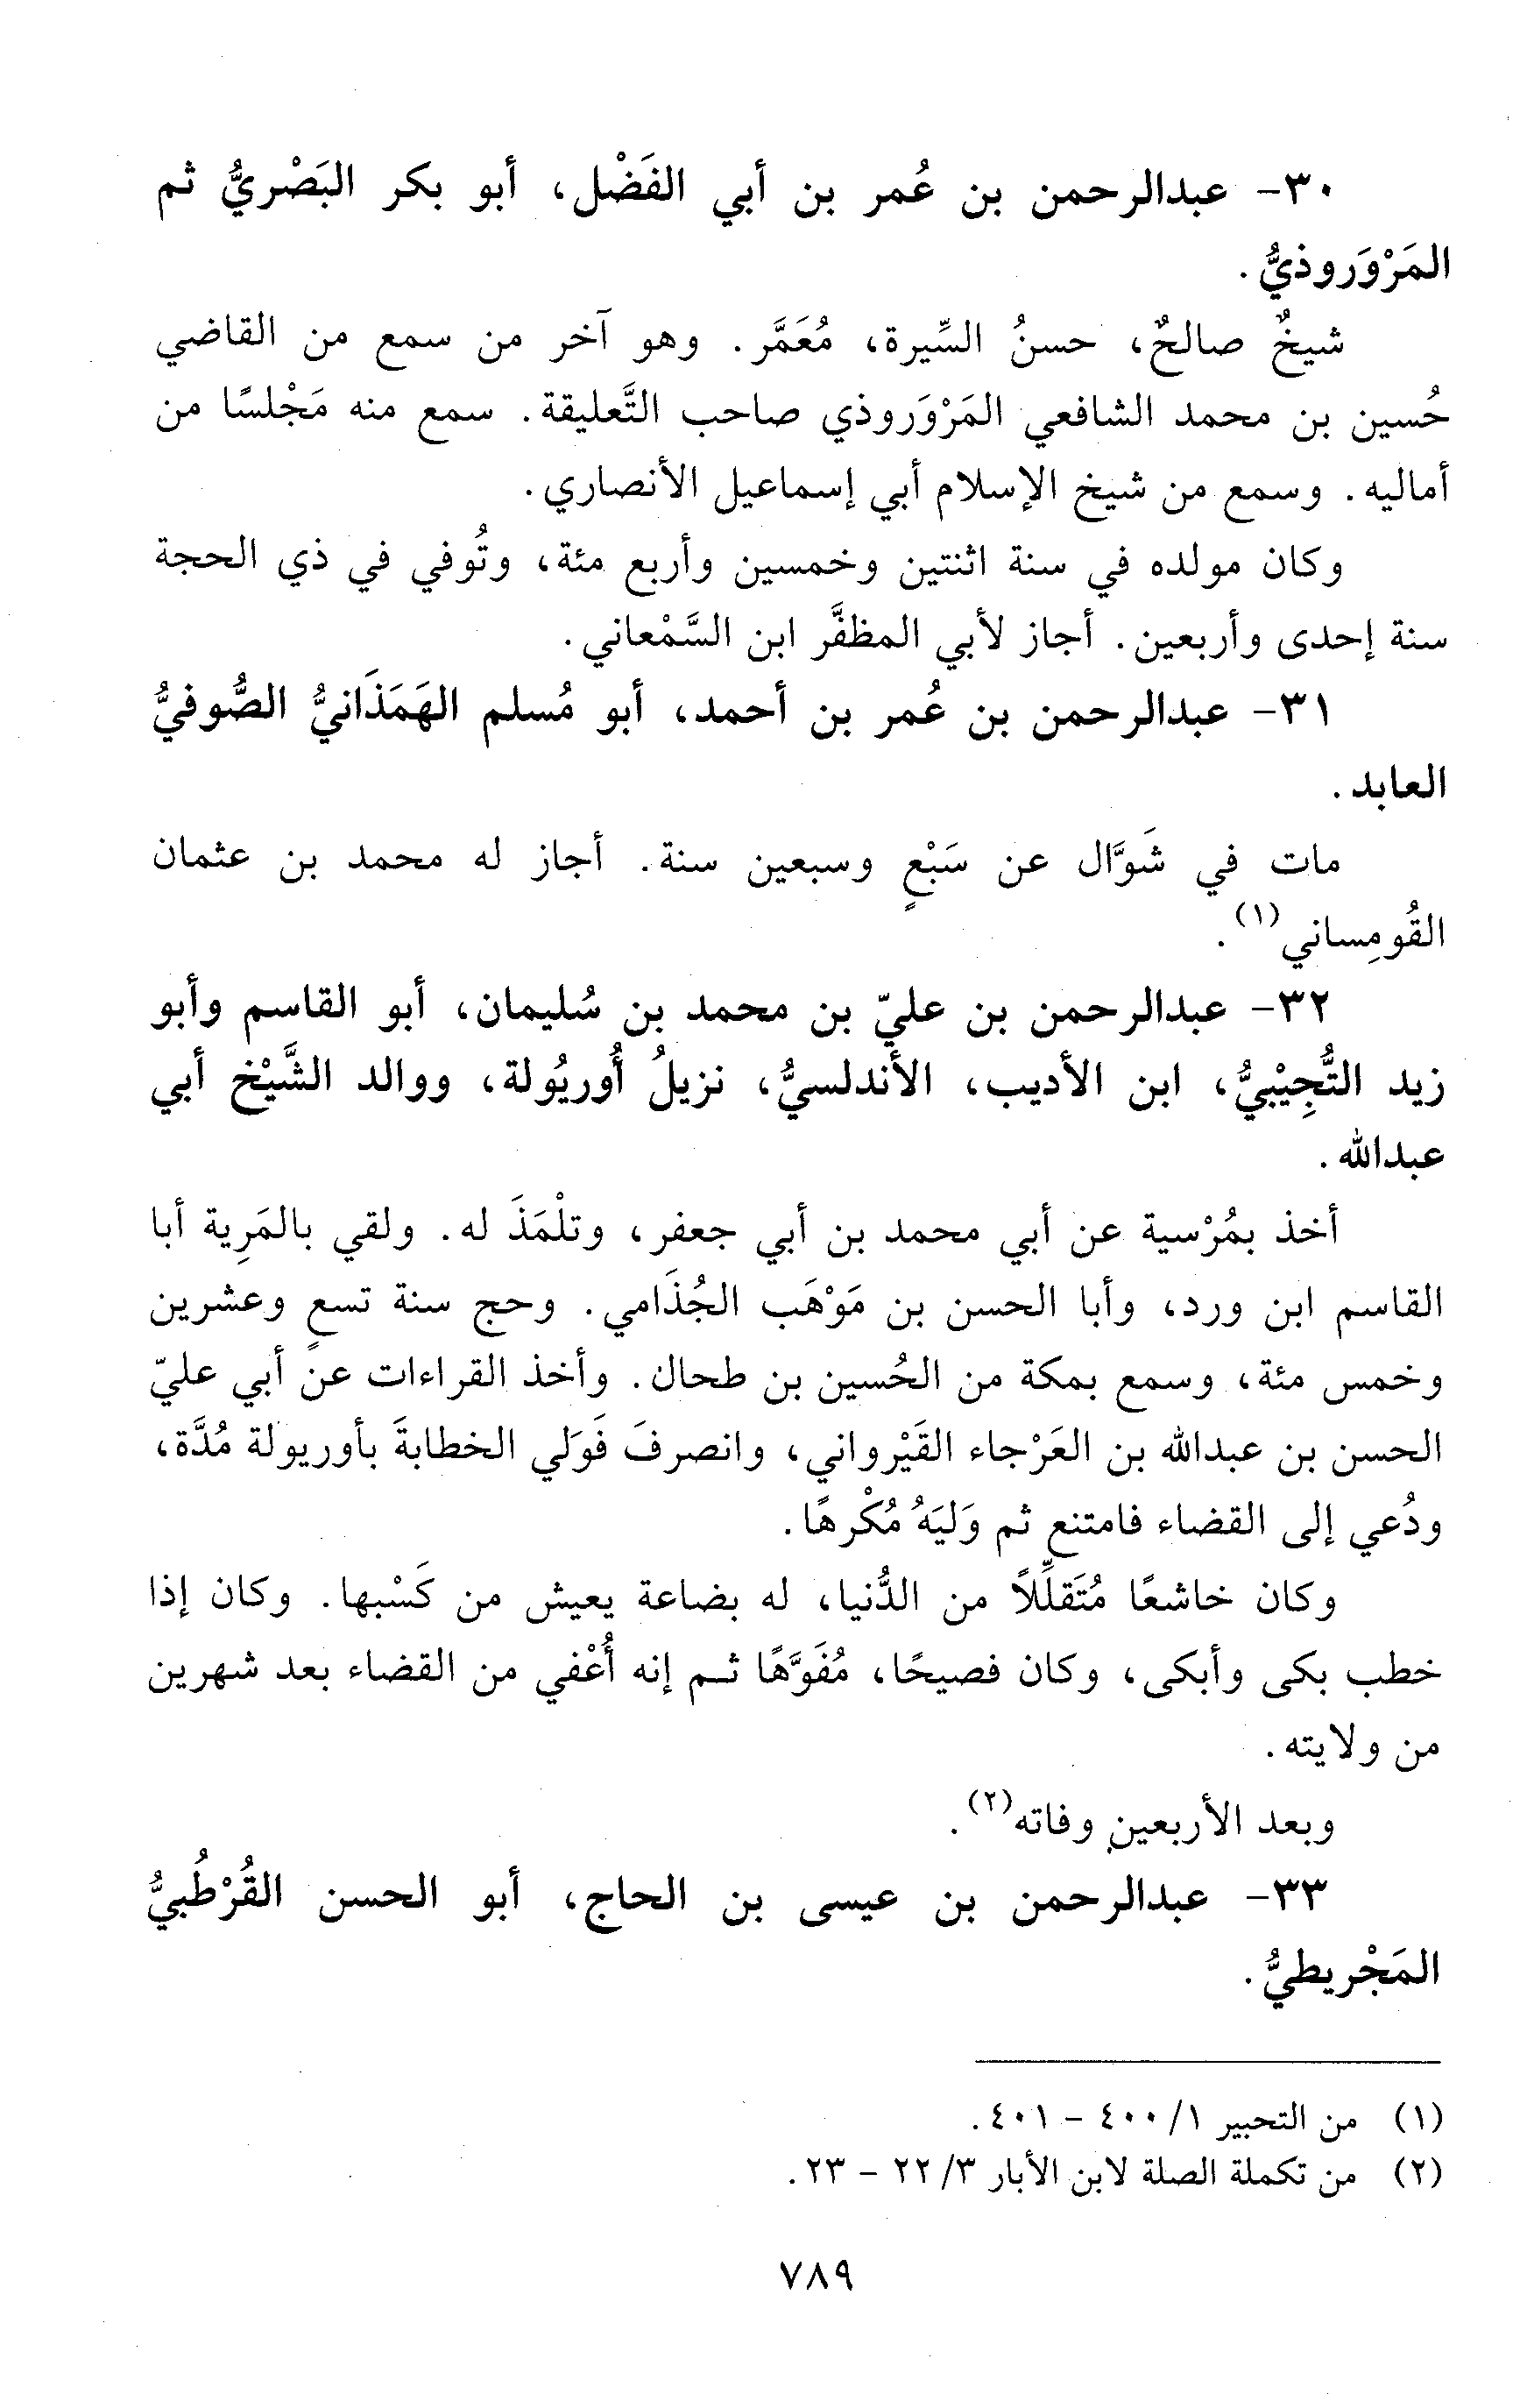 ٣٠- عبدالرحمن بن عُمر بن أبي الفَضْل، أبو بكر البَصْريُّ ثم
المَرْوَروذيُّ.
شيخٌ صالحٌ، حسنُ السِّيرة، مُعَمَّر. وهو آخر من سمع من القاضي
حُسين بن محمد الشافعي المَرْوَروذي صاحب التَّعليقة. سمع منه مَجْلسًا من
أماليه. وسمع من شيخ الإسلام أبي إسماعيل الأنصاري.
وكان مولده في سنة اثنتين وخمسين وأربع مئة، وتُوفي في ذي الحجة
سنة إحدى وأربعين. أجاز لأبي المظفَّر ابن السَّمْعاني.
٣١- عبدالرحمن بن عُمر بن أحمد، أبو مُسلم الهَمَذَانيُّ الصُّوفيُّ
العابد.
مات في شَوَّال عن سَبْعٍ وسبعين سنة. أجاز له محمد بن عثمان
القُومِساني(١).
٣٢- عبدالرحمن بن عليّ بن محمد بن سُليمان، أبو القاسم وأبو
زيد التُّجِيْبيُّ، ابن الأديب، الأندلسيُّ، نزيلُ أُوريُولة، ووالد الشَّيْخ أبي
عبدالله.
أخذ بمُرْسية عن أبي محمد بن أبي جعفر، وتلْمَذَ له. ولقي بالمَرِية أبا
القاسم ابن ورد، وأبا الحسن بن مَوْهَب الجُذَامي. وحج سنة تسعٍ وعشرين
وخمس مئة، وسمع بمكة من الحُسين بن طحال. وأخذ القراءات عن أبي عليّ
الحسن بن عبدالله بن العَرْجاء القَيْرواني، وانصرفَ فَوَلي الخطابةَ بأوريولة مُدَّة،
ودُعي إلى القضاء فامتنع ثم وَليَهُ مُكْرهًا.
وكان خاشعًا مُتَقلِّلاً من الدُّنيا، له بضاعة يعيش من كَسْبها. وكان إذا
خطب بكى وأبكى، وكان فصيحًا، مُفَوَّهًا ثم إنه أُعْفي من القضاء بعد شهرين
من ولايته.
وبعد الأربعين وفاته(٢).
٣٣- عبدالرحمن بن عيسى بن الحاج، أبو الحسن القُرْطُبيُّ
المَجْريطيُّ.
(١) من التحبير ١/ ٤٠٠ - ٤٠١.
(٢) من تكملة الصلة لابن الأبار ٣/ ٢٢ - ٢٣.
٧٨٩